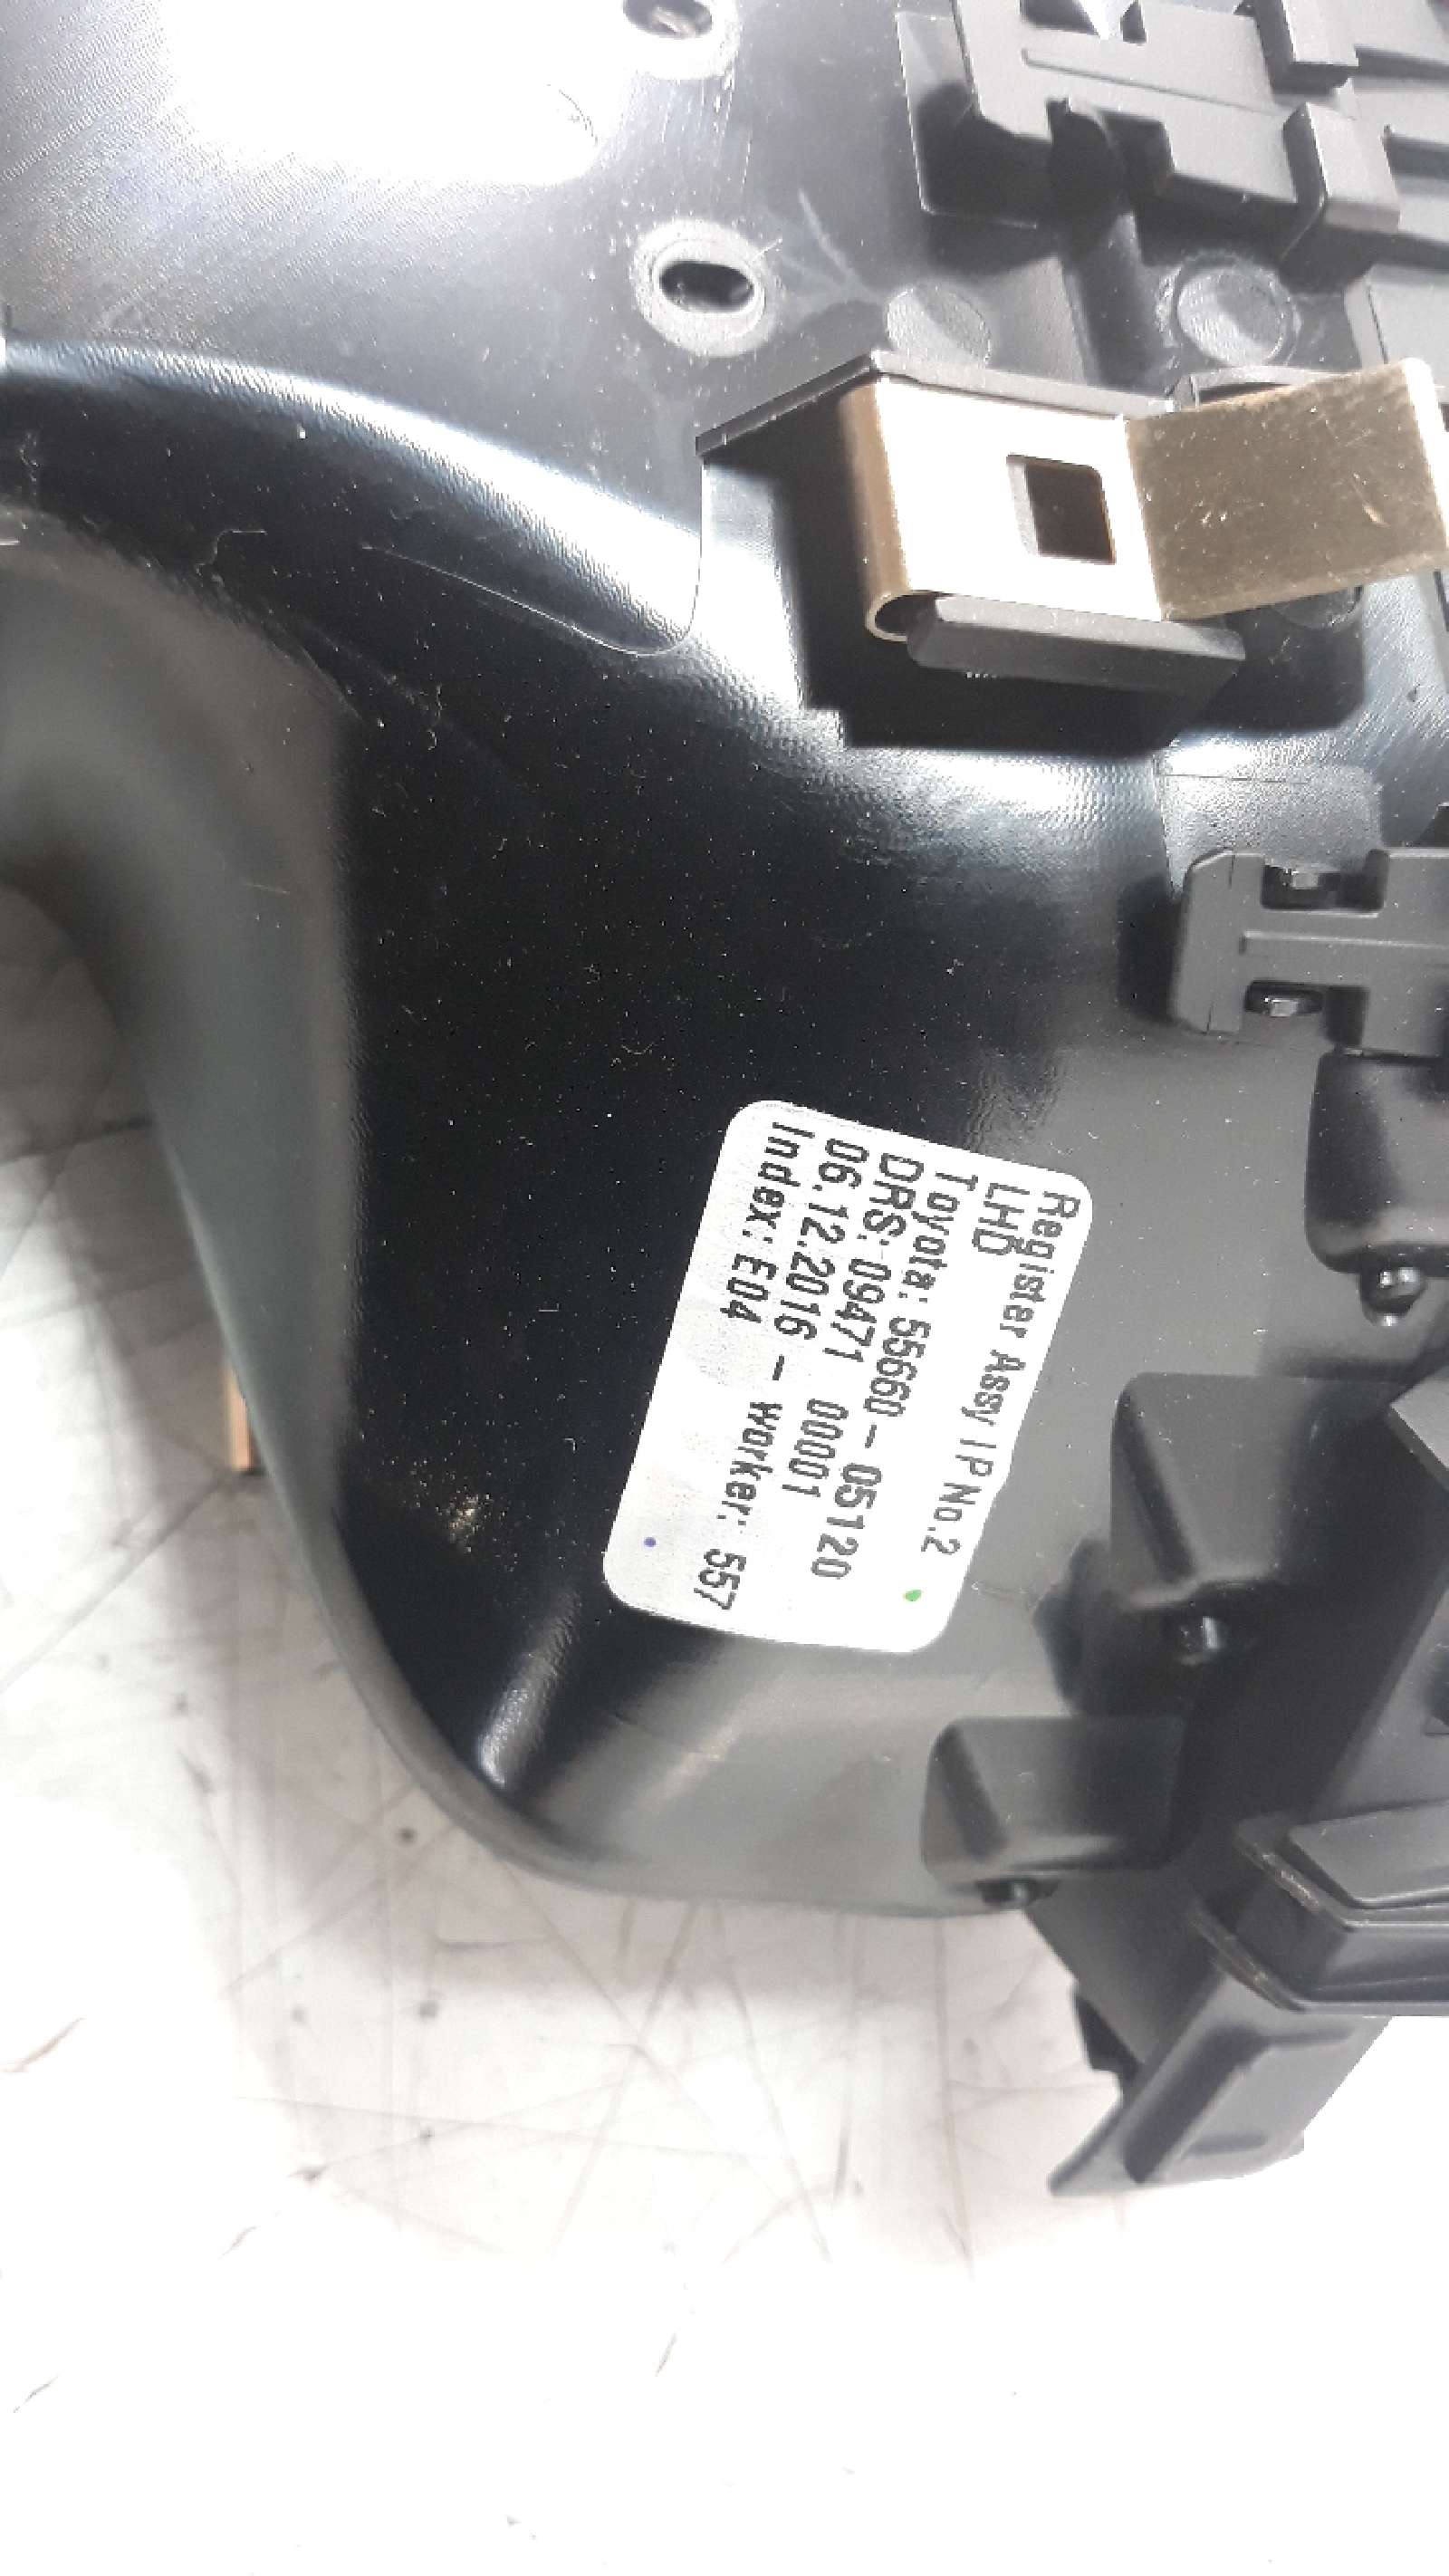 Register Assy IP No.2
LHD
Toyota: 55660-05120
DRS: 09471 00001
06.12.2016 - Worker: 557
Index: E04